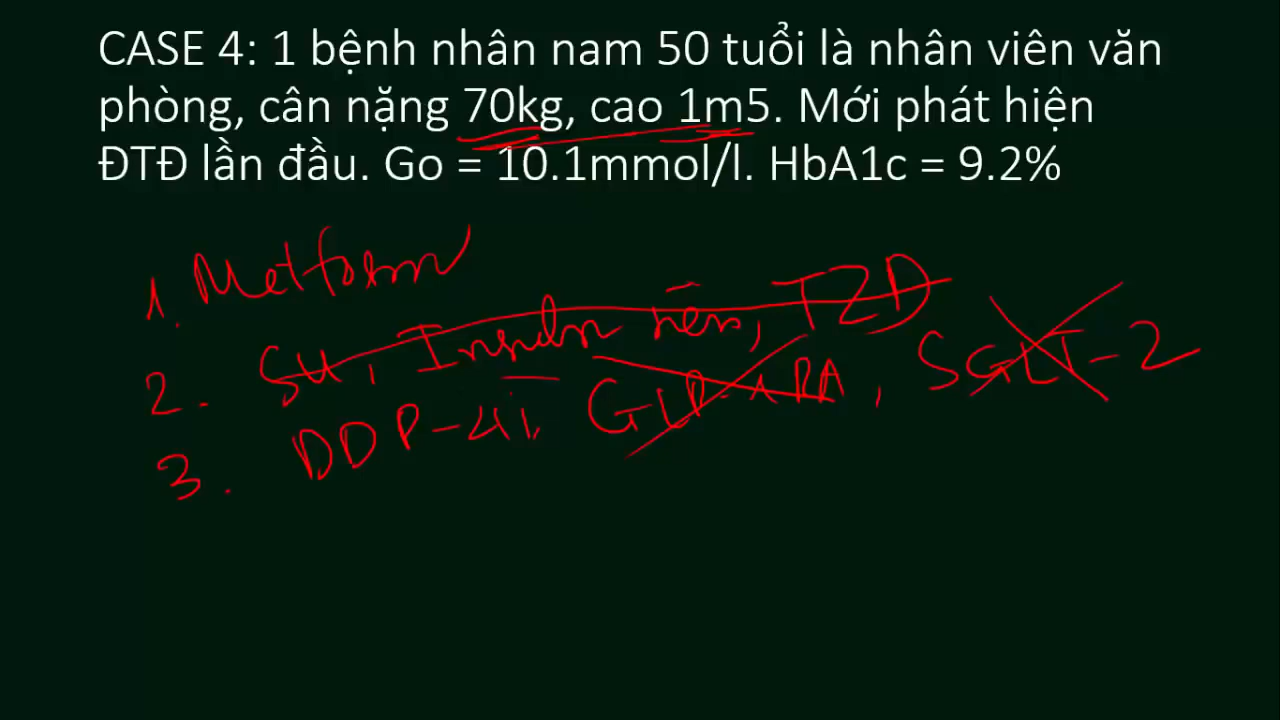 CASE 4: 1 bệnh nhân nam 50 tuổi là nhân viên văn
phòng, cân nặng 70kg, cao 1m5. Mới phát hiện
ĐTĐ lần đầu. Go = 10.1mmol/l. HbA1c = 9.2%
1. Metform
2. SU, Insulin nền, TZD
3. DDP-4i, GLP-1 RA, SGLT-2